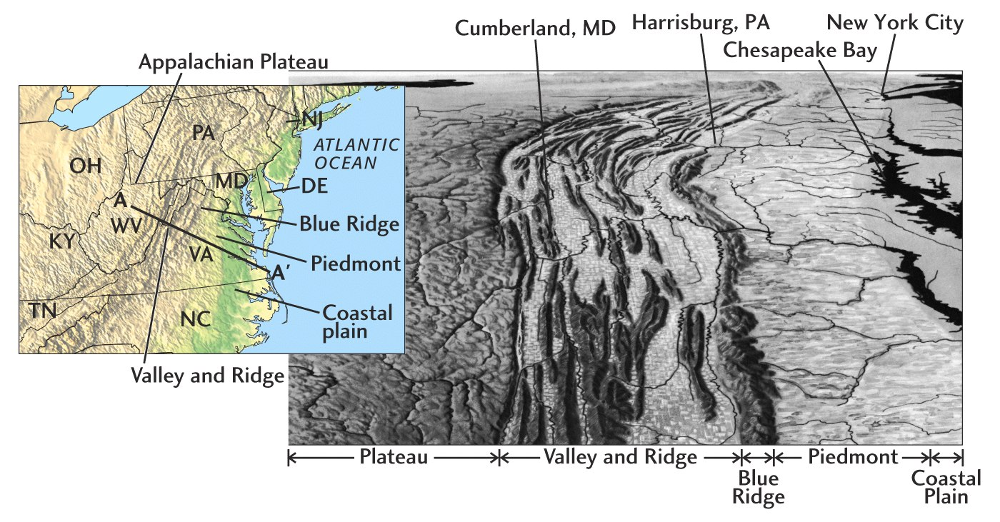 Cumberland, MD
Harrisburg, PA
New York City
Chesapeake Bay
Appalachian Plateau
NJ
PA
ATLANTIC
OCEAN
OH
MD
DE
A
WV
Blue Ridge
KY
VA
Piedmont
A′
TN
NC
Coastal
plain
Valley and Ridge
Plateau
Valley and Ridge
Blue
Ridge
Piedmont
Coastal
Plain